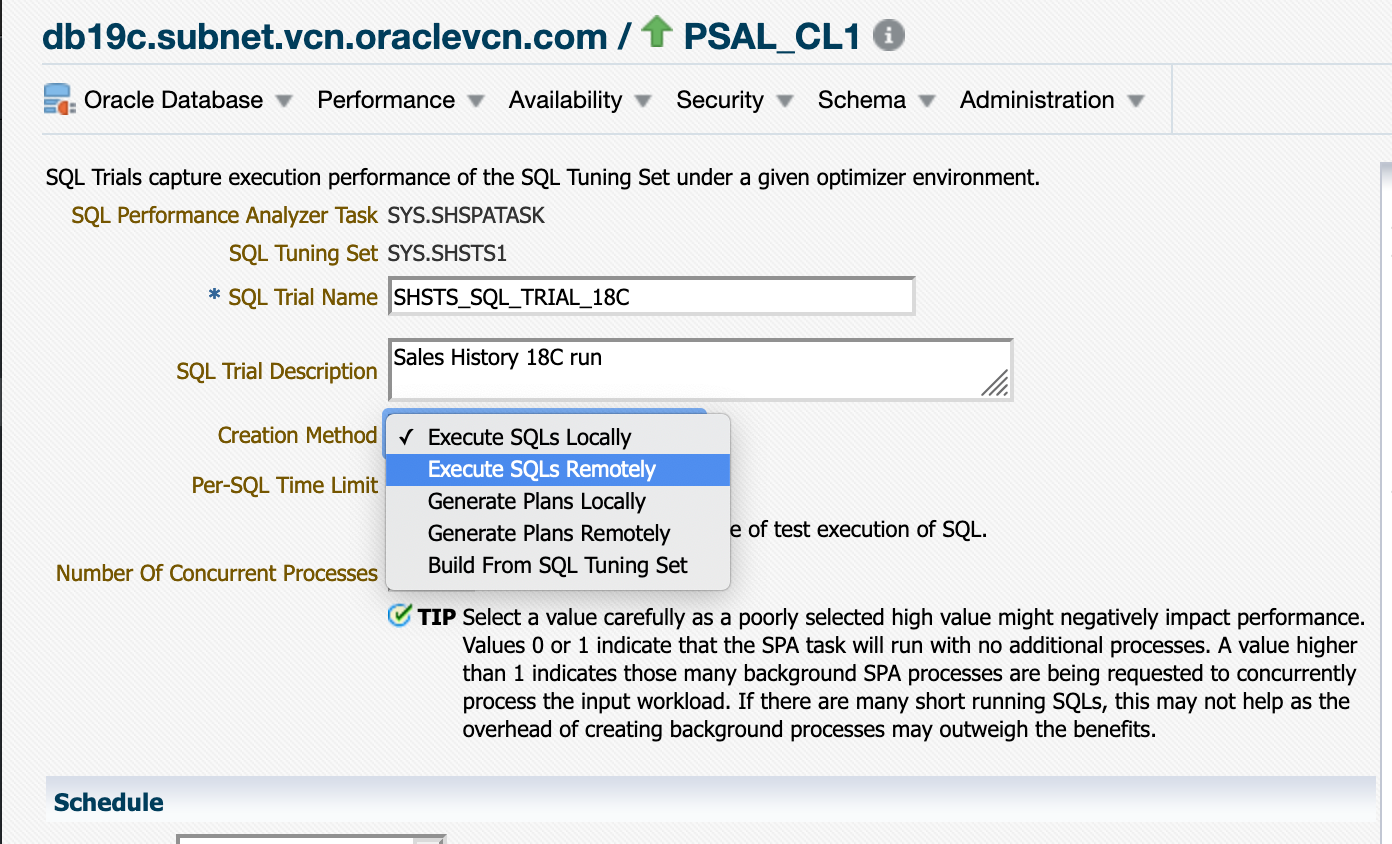 db19c.subnet.vcn.oraclevcn.com / PSAL_CL1
Oracle Database Performance Availability Security Schema Administration
SQL Trials capture execution performance of the SQL Tuning Set under a given optimizer environment.
SQL Performance Analyzer Task SYS.SHSPATASK
SQL Tuning Set SYS.SHSTS1
* SQL Trial Name SHSTS_SQL_TRIAL_18C
SQL Trial Description Sales History 18C run
Creation Method ✓ Execute SQLs Locally
Execute SQLs Remotely
Per-SQL Time Limit
Generate Plans Locally
Generate Plans Remotely
of test execution of SQL.
Build From SQL Tuning Set
Number Of Concurrent Processes
TIP Select a value carefully as a poorly selected high value might negatively impact performance.
Values 0 or 1 indicate that the SPA task will run with no additional processes. A value higher
than 1 indicates those many background SPA processes are being requested to concurrently
process the input workload. If there are many short running SQLs, this may not help as the
overhead of creating background processes may outweigh the benefits.
Schedule